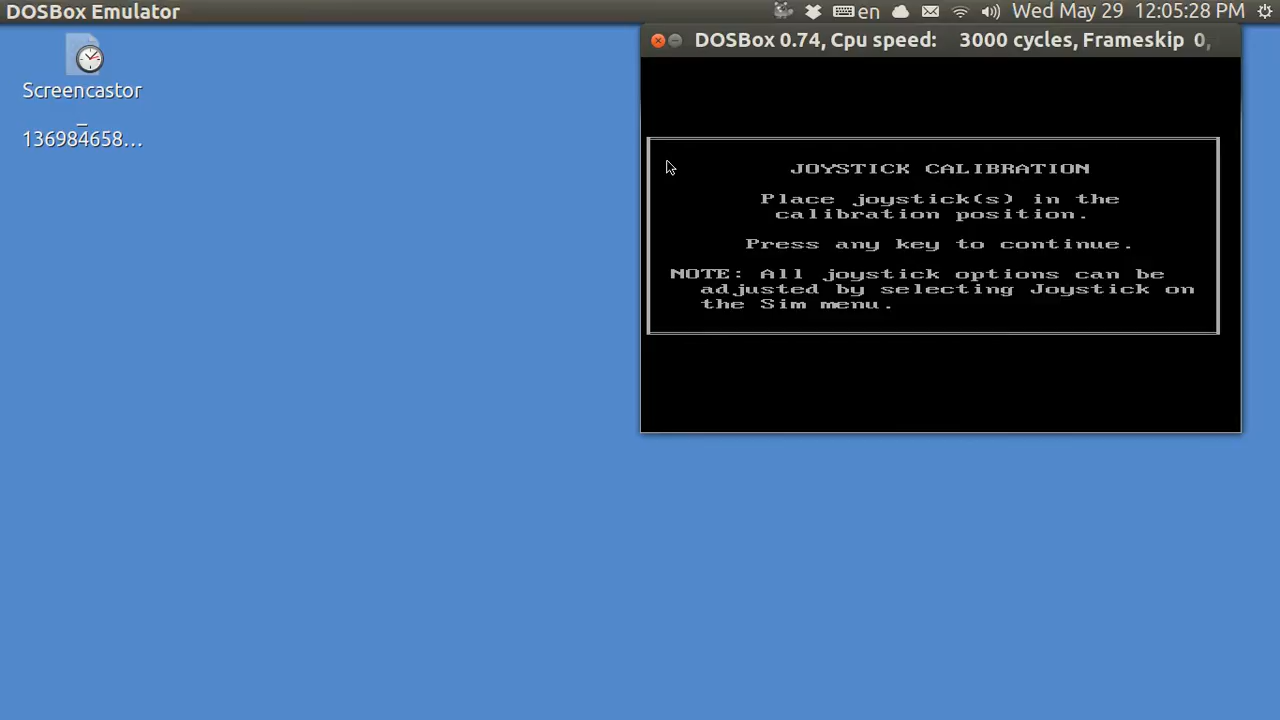 DOSBox Emulator
en
Wed May 29 12:05:28 PM
DOSBox 0.74, Cpu speed: 3000 cycles, Frameskip 0,
Screencastor
_
136984658...
JOYSTICK CALIBRATION
Place joystick(s) in the
calibration position.
Press any key to continue.
NOTE: All joystick options can be
adjusted by selecting Joystick on
the Sim menu.